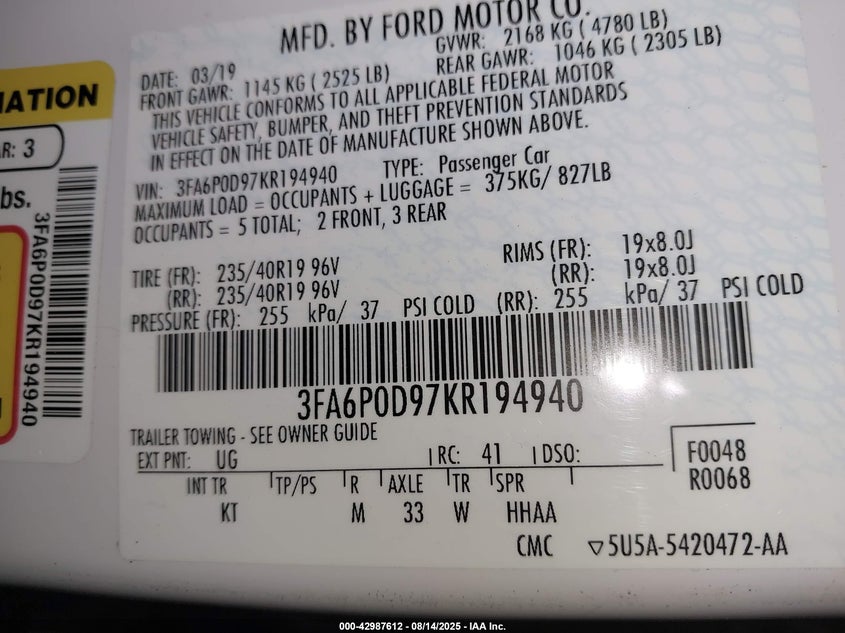 MFD. BY FORD MOTOR CO.
DATE: 03/19 GVWR: 2168 KG ( 4780 LB)
FRONT GAWR: 1145 KG ( 2525 LB) REAR GAWR: 1046 KG ( 2305 LB)
THIS VEHICLE CONFORMS TO ALL APPLICABLE FEDERAL MOTOR
VEHICLE SAFETY, BUMPER, AND THEFT PREVENTION STANDARDS
IN EFFECT ON THE DATE OF MANUFACTURE SHOWN ABOVE.
VIN: 3FA6P0D97KR194940 TYPE: Passenger Car
MAXIMUM LOAD = OCCUPANTS + LUGGAGE = 375KG/ 827LB
OCCUPANTS = 5 TOTAL; 2 FRONT, 3 REAR
TIRE (FR): 235/40R19 96V RIMS (FR): 19x8.0J
(RR): 235/40R19 96V (RR): 19x8.0J
PRESSURE (FR): 255 kPa/ 37 PSI COLD (RR): 255 kPa/ 37 PSI COLD
3FA6P0D97KR194940
TRAILER TOWING - SEE OWNER GUIDE
EXT PNT: UG RC: 41 DSO: F0048
INT TR TP/PS R AXLE TR SPR R0068
KT M 33 W HHAA
CMC ▽5U5A-5420472-AA
MATION
AR: 3
bs.
3FA6P0D97KR194940
000-42987612 - 08/14/2025 - IAA Inc.